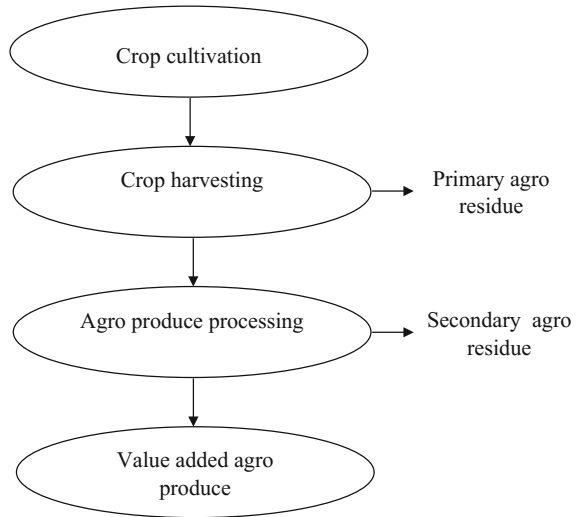 Crop cultivation
Crop harvesting
Primary agro
residue
Agro produce processing
Secondary agro
residue
Value added agro
produce